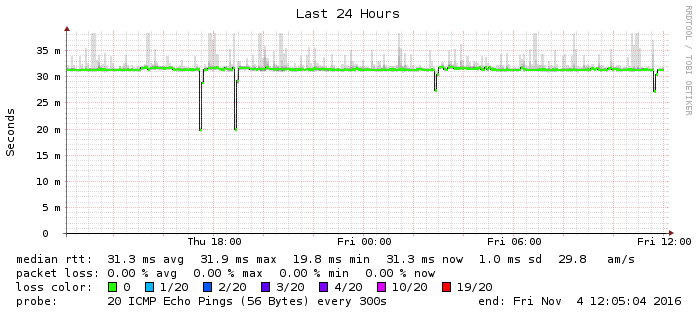 Last 24 Hours
RRDTOOL / TOBI OETIKER
Seconds
35 m
30 m
25 m
20 m
15 m
10 m
5 m
0
Thu 18:00 Fri 00:00 Fri 06:00 Fri 12:00
median rtt: 31.3 ms avg 31.9 ms max 19.8 ms min 31.3 ms now 1.0 ms sd 29.8 am/s
packet loss: 0.00 % avg 0.00 % max 0.00 % min 0.00 % now
loss color: 0 1/20 2/20 3/20 4/20 10/20 19/20
probe: 20 ICMP Echo Pings (56 Bytes) every 300s end: Fri Nov 4 12:05:04 2016